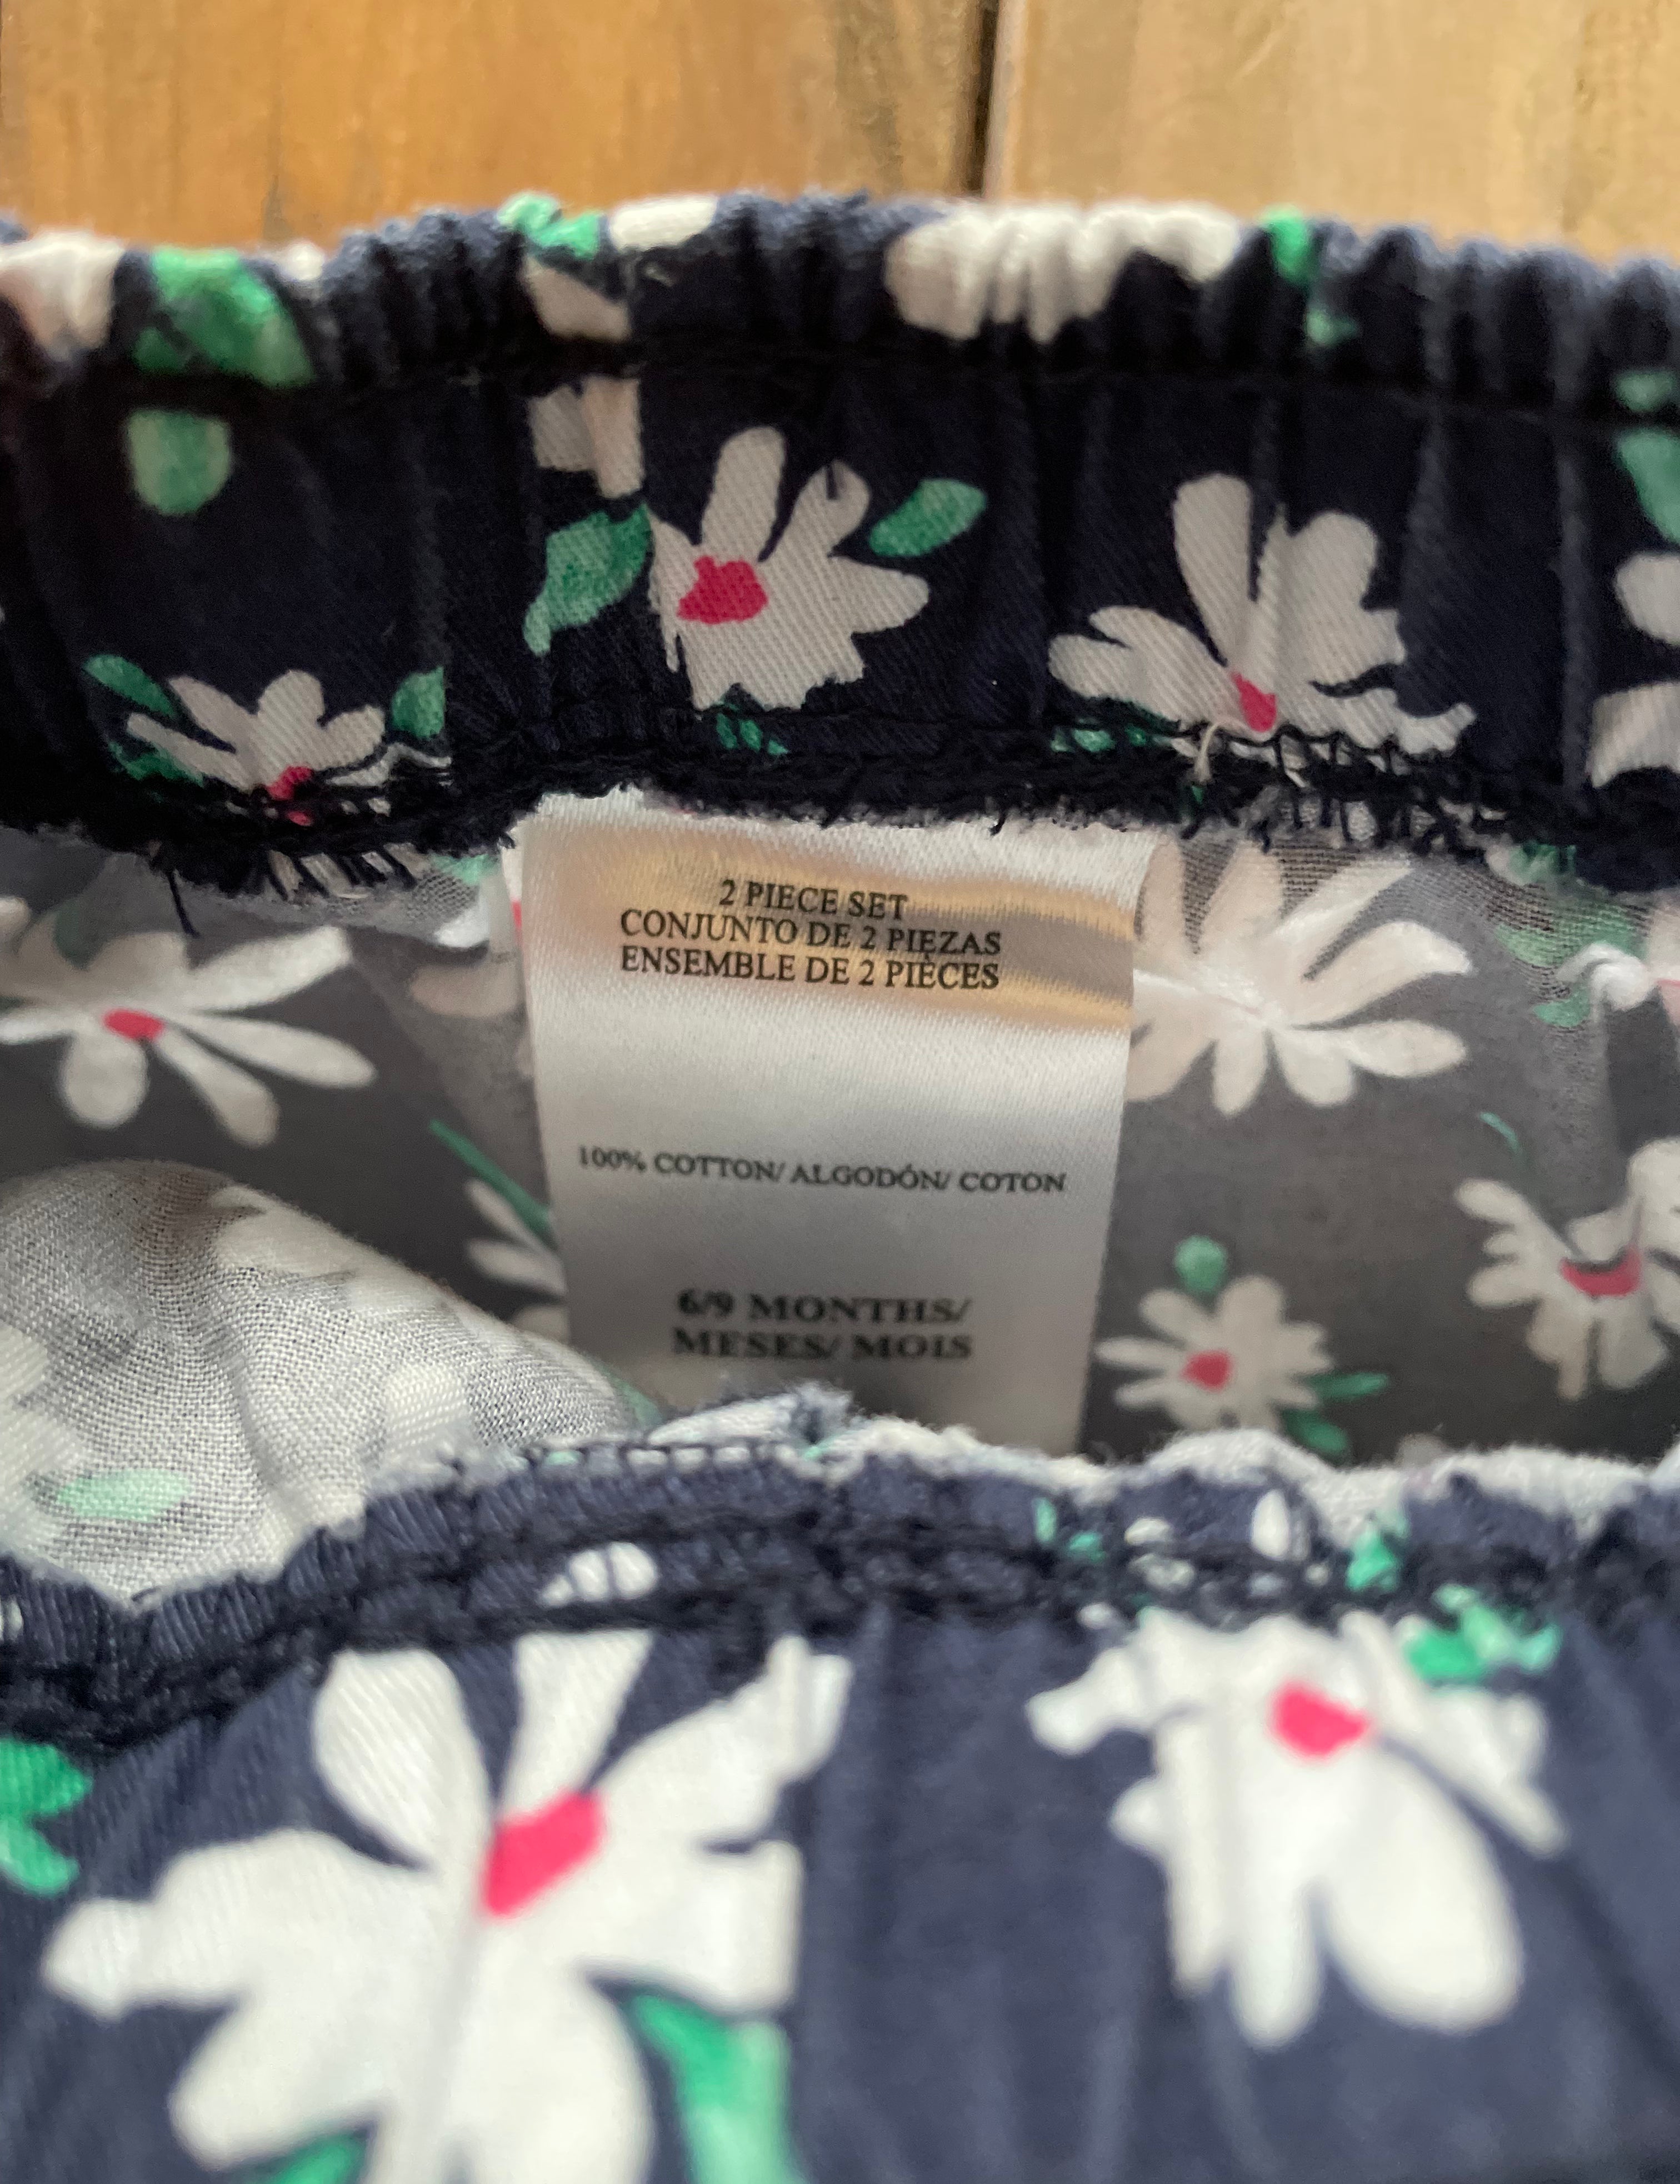 2 PIECE SET
CONJUNTO DE 2 PIEZAS
ENSEMBLE DE 2 PIÈCES
100% COTTON/ ALGODÓN/ COTON
6/9 MONTHS/
MESES/ MOIS